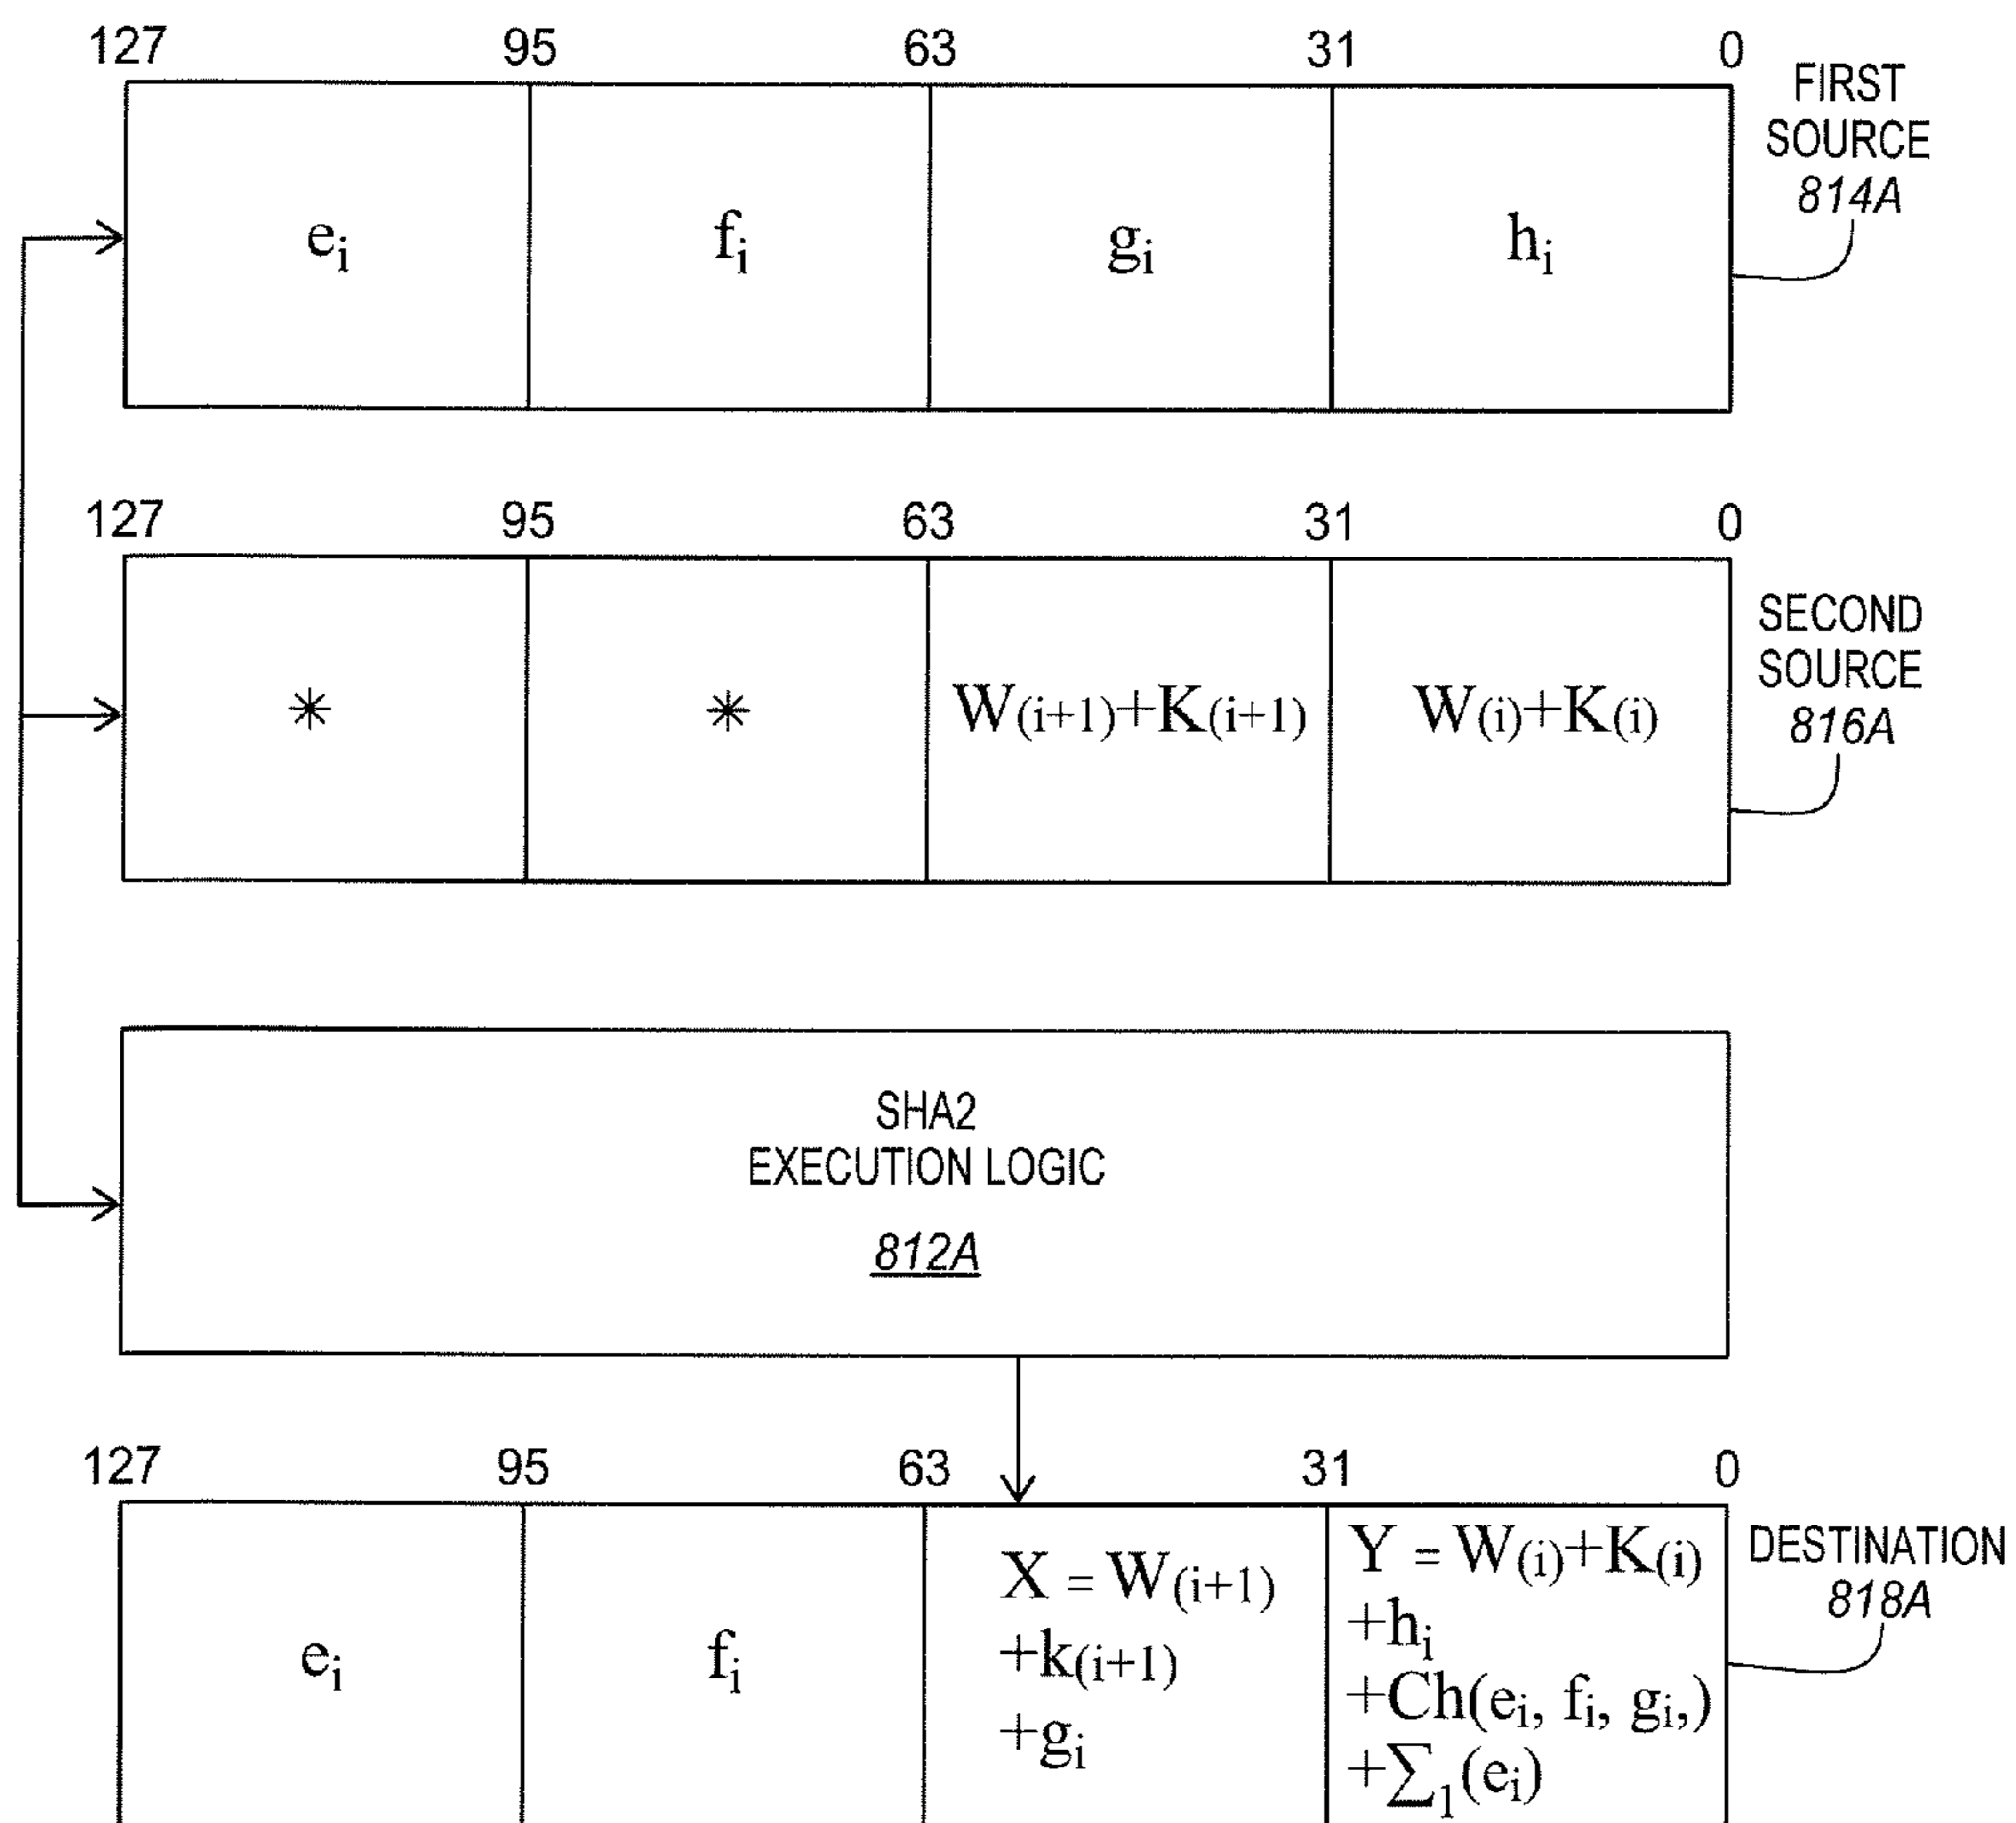 127 95 63 31 0
FIRST
SOURCE
814A
eᵢ fᵢ gᵢ hᵢ
127 95 63 31 0
SECOND
SOURCE
816A
* * W(i+1)+K(i+1) W(i)+K(i)
SHA2
EXECUTION LOGIC
812A
127 95 63 31 0
DESTINATION
818A
eᵢ fᵢ
X = W(i+1)
+k(i+1)
+gᵢ
Y = W(i)+K(i)
+hᵢ
+Ch(eᵢ, fᵢ, gᵢ,)
+∑₁(eᵢ)